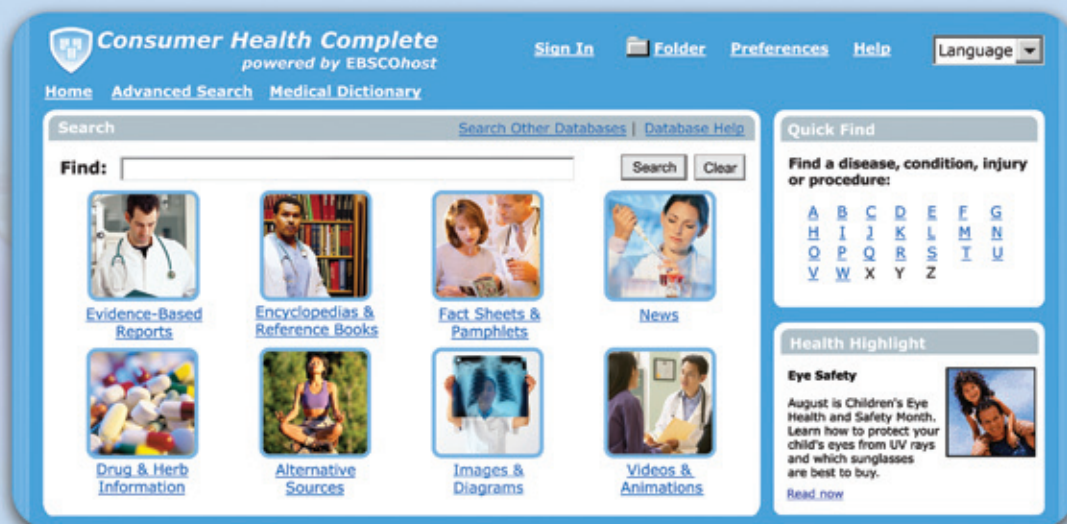 Consumer Health Complete
powered by EBSCOhost
Sign In Folder Preferences Help Language
Home Advanced Search Medical Dictionary
Search Search Other Databases | Database Help
Find: Search Clear
Evidence-Based
Reports
Encyclopedias &
Reference Books
Fact Sheets &
Pamphlets
News
Drug & Herb
Information
Alternative
Sources
Images &
Diagrams
Videos &
Animations
Quick Find
Find a disease, condition, injury
or procedure:
A B C D E F G
H I J K L M N
O P Q R S T U
V W X Y Z
Health Highlight
Eye Safety
August is Children's Eye
Health and Safety Month.
Learn how to protect your
child's eyes from UV rays
and which sunglasses
are best to buy.
Read now